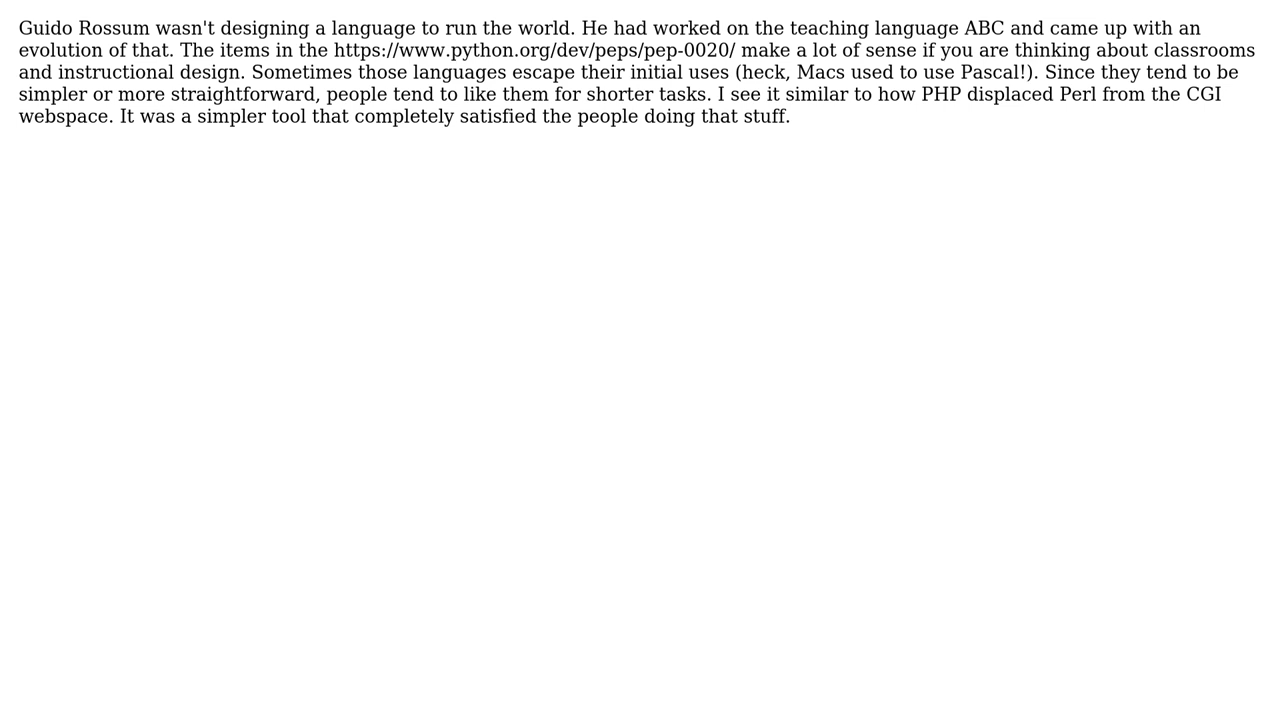 Guido Rossum wasn't designing a language to run the world. He had worked on the teaching language ABC and came up with an
evolution of that. The items in the https://www.python.org/dev/peps/pep-0020/ make a lot of sense if you are thinking about classrooms
and instructional design. Sometimes those languages escape their initial uses (heck, Macs used to use Pascal!). Since they tend to be
simpler or more straightforward, people tend to like them for shorter tasks. I see it similar to how PHP displaced Perl from the CGI
webspace. It was a simpler tool that completely satisfied the people doing that stuff.